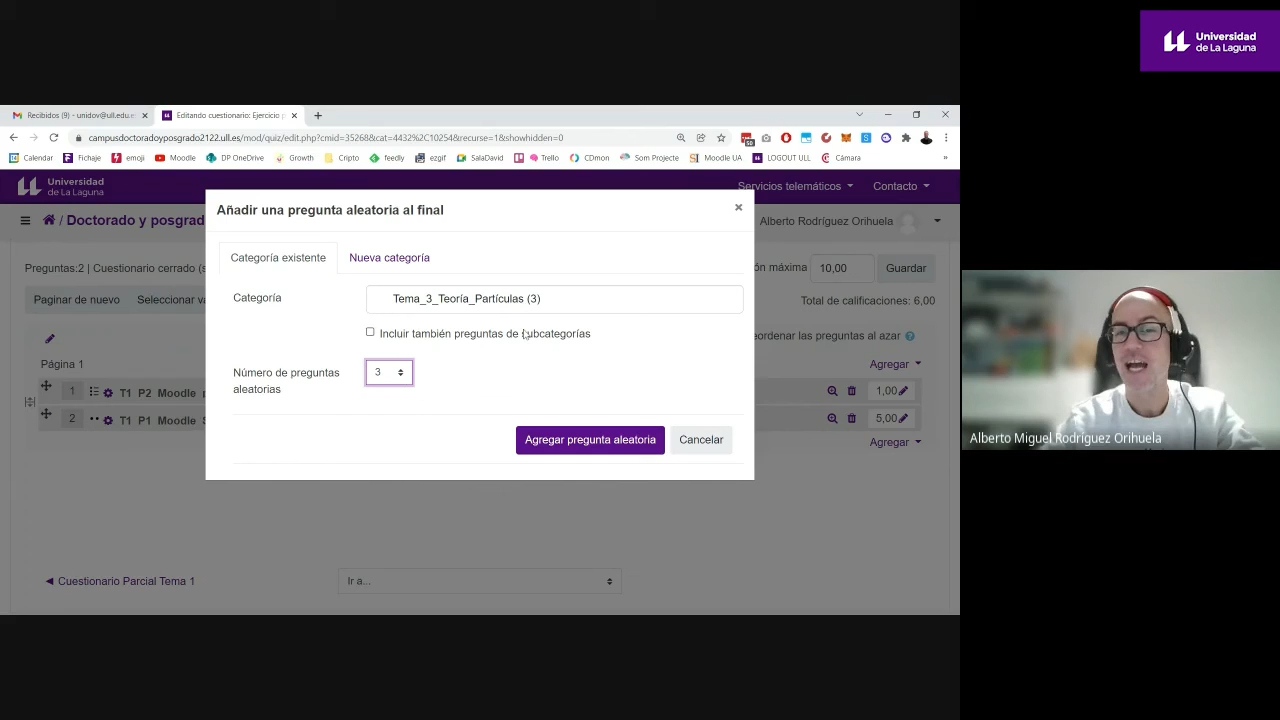 Universidad
de La Laguna
Recibidos (9) - unidov@ull.edu.e
Editando cuestionario: Ejercicio p
campusdoctoradoyposgrado2122.ull.es/mod/quiz/edit.php?cmid=35268&cat=4432%2C10254&recurse=1&showhidden=0
50
Calendar
Fichaje
emoji
Moodle
DP OneDrive
Growth
Cripto
feedly
ezgif
SalaDavid
Trello
CDmon
Som Projecte
Moodle UA
LOGOUT ULL
Cámara
»
Universidad
de La Laguna
Servicios telemáticos
Contacto
/ Doctorado y posgrad
Alberto Rodríguez Orihuela
Añadir una pregunta aleatoria al final
×
Categoría existente
Nueva categoría
Categoría
Tema_3_Teoría_Partículas (3)
Incluir también preguntas de subcategorías
Número de preguntas
aleatorias
3
Agregar pregunta aleatoria
Cancelar
Preguntas:2 | Cuestionario cerrado (s
ón máxima
10,00
Guardar
Paginar de nuevo
Seleccionar va
Total de calificaciones: 6,00
eordenar las preguntas al azar
Página 1
Agregar
1
T1 P2 Moodle
1,00
2
T1 P1 Moodle S
5,00
Agregar
Cuestionario Parcial Tema 1
Ir a...
Alberto Miguel Rodríguez Orihuela